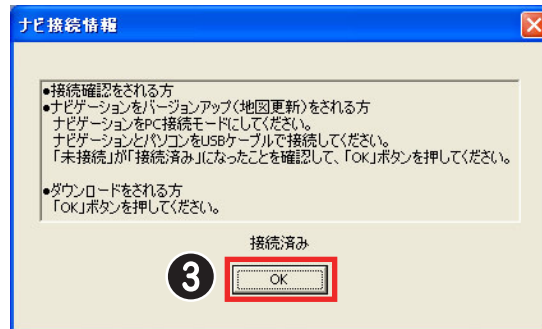 ナビ接続情報
●接続確認をされる方
●ナビゲーションをバージョンアップ（地図更新）をされる方
ナビゲーションをPC接続モードにしてください。
ナビゲーションとパソコンをUSBケーブルで接続してください。
「未接続」が「接続済み」になったことを確認して、「OK」ボタンを押してください。
●ダウンロードをされる方
「OK」ボタンを押してください。
接続済み
3 OK